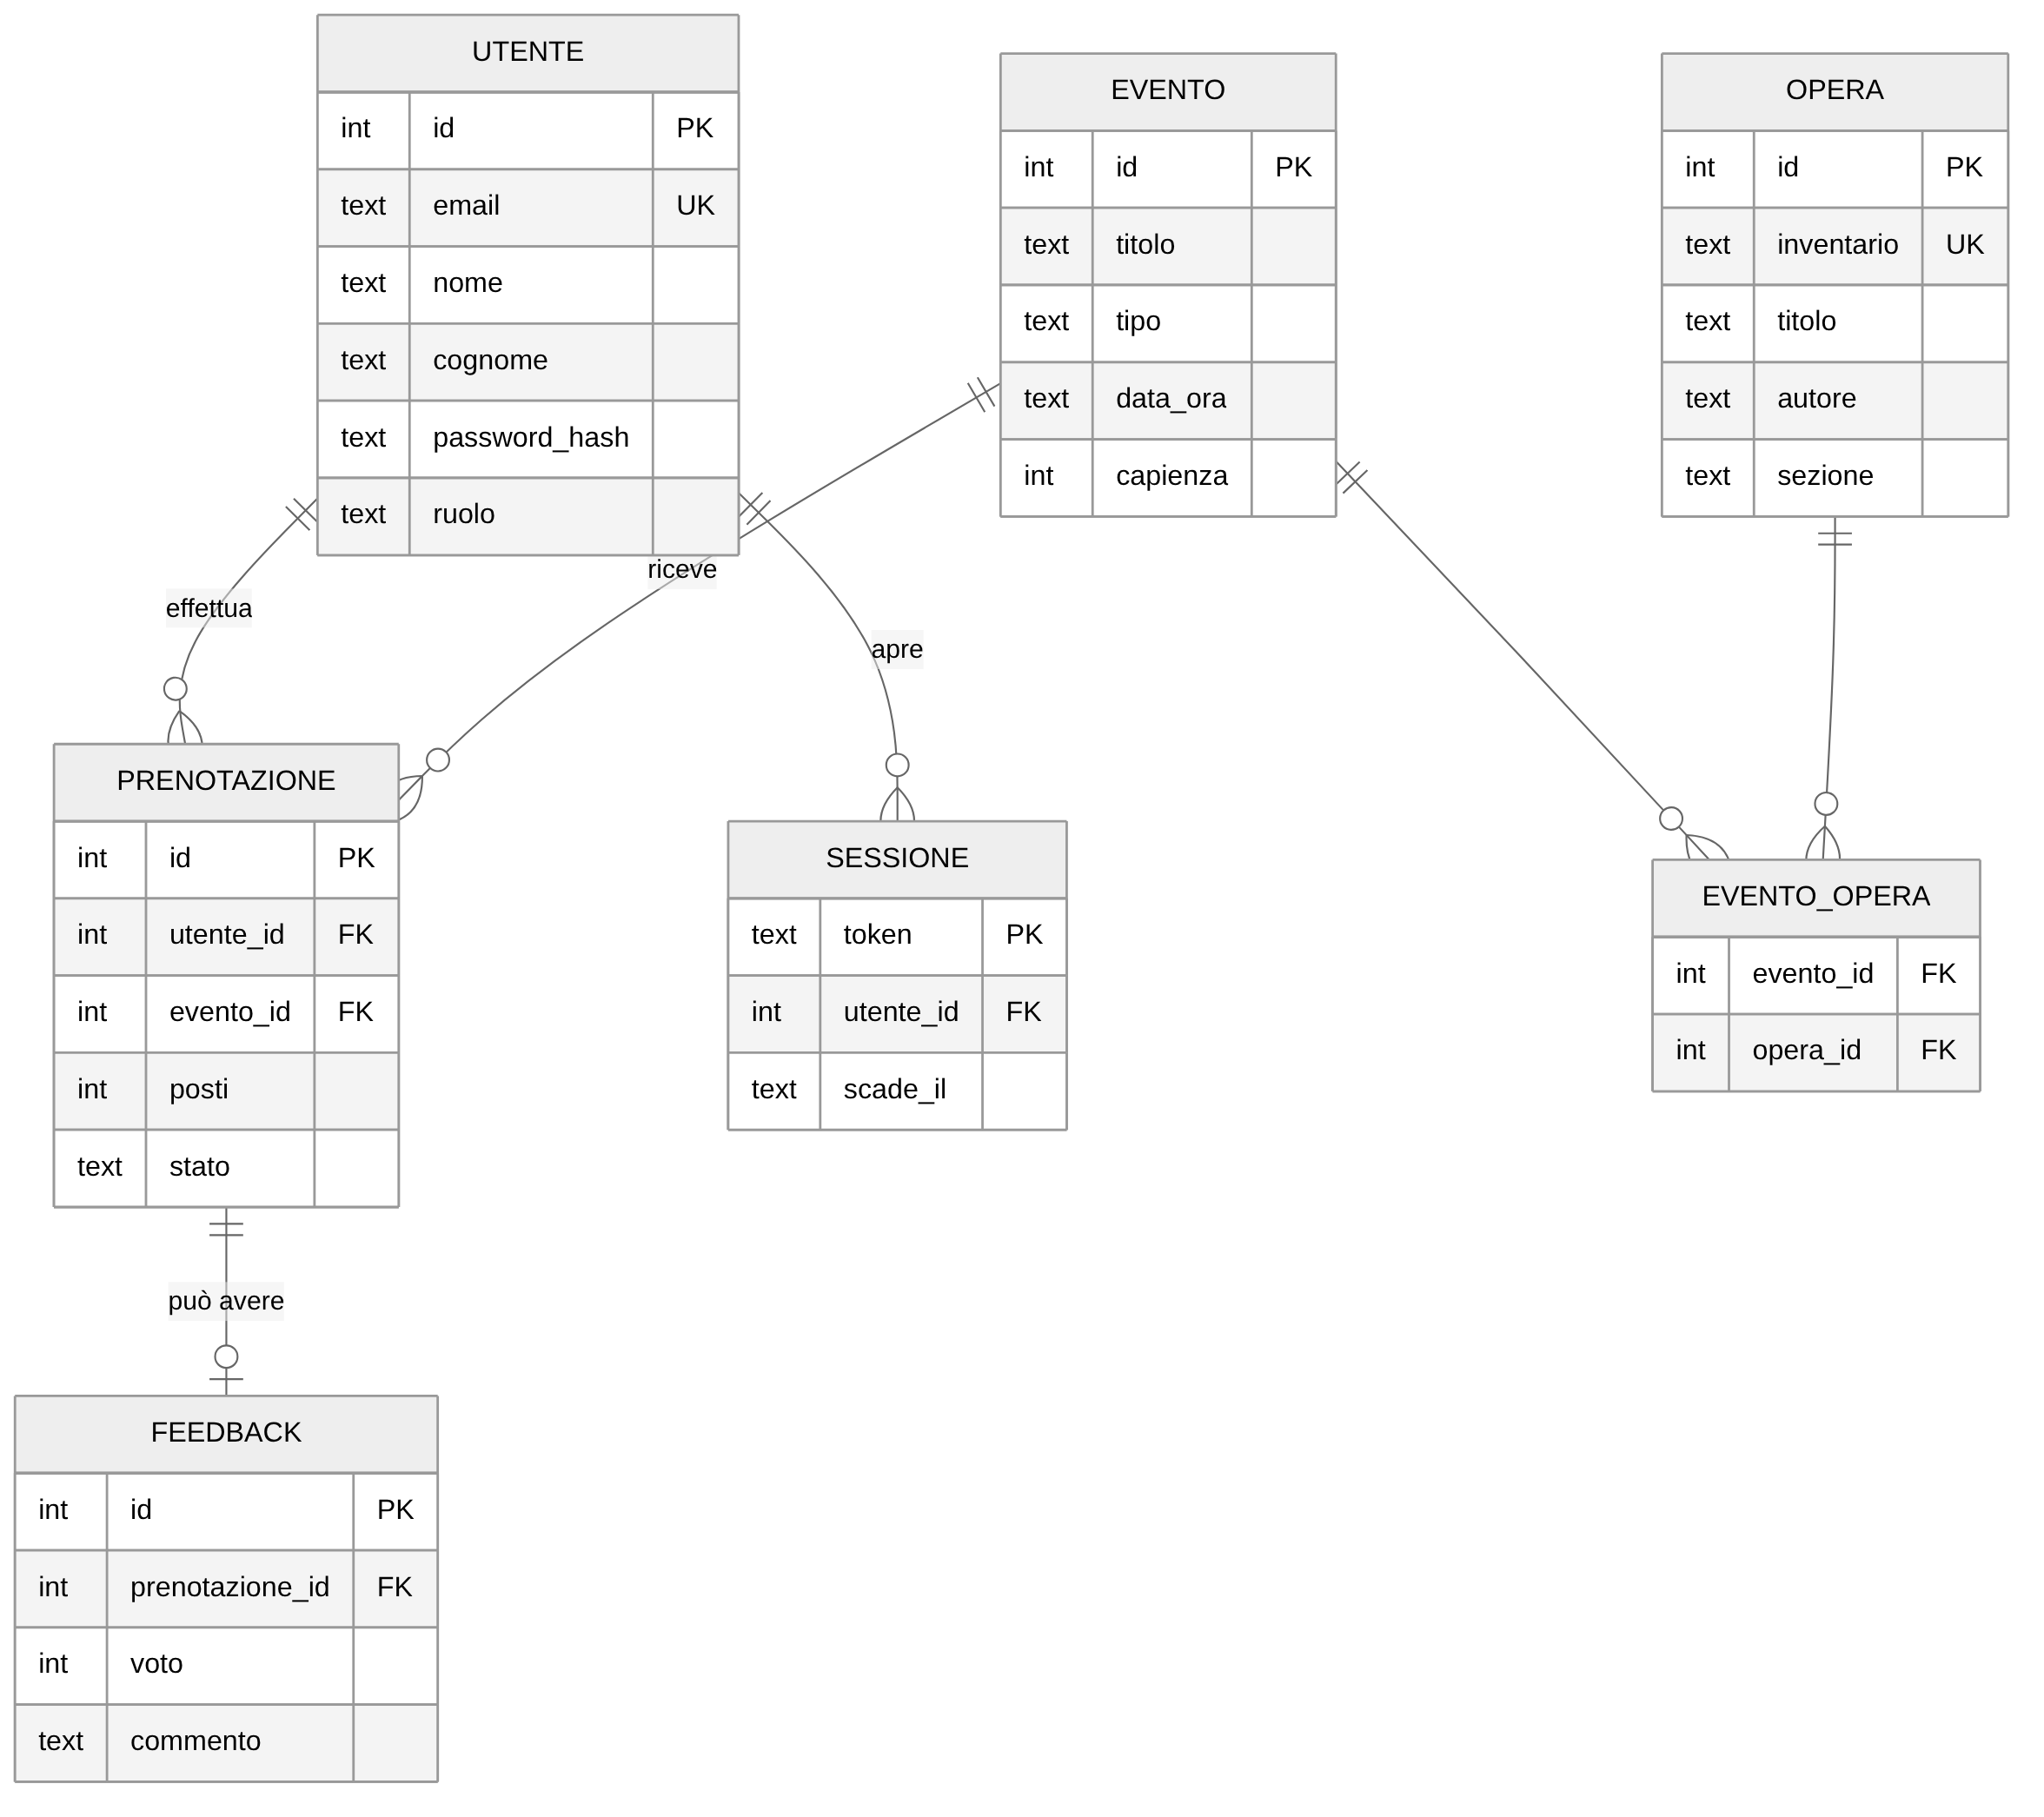 UTENTE
int id PK
text email UK
text nome
text cognome
text password_hash
text ruolo
EVENTO
int id PK
text titolo
text tipo
text data_ora
int capienza
OPERA
int id PK
text inventario UK
text titolo
text autore
text sezione
effettua
riceve
apre
PRENOTAZIONE
int id PK
int utente_id FK
int evento_id FK
int posti
text stato
SESSIONE
text token PK
int utente_id FK
text scade_il
EVENTO_OPERA
int evento_id FK
int opera_id FK
può avere
FEEDBACK
int id PK
int prenotazione_id FK
int voto
text commento